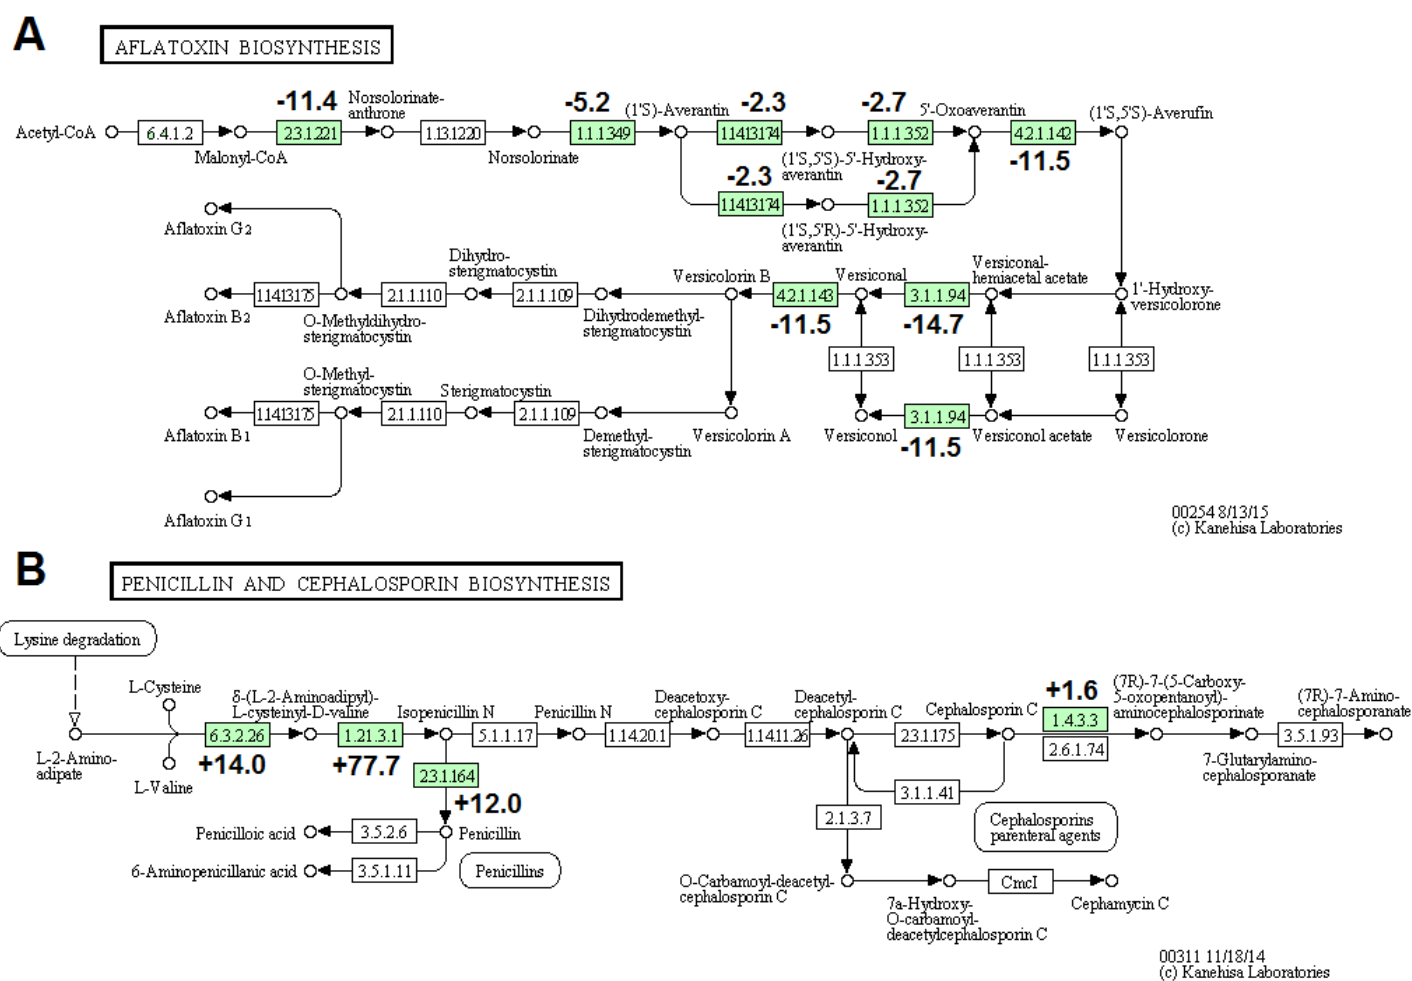 A
AFLATOXIN BIOSYNTHESIS
-11.4
Norsolorinate-
anthrone
-5.2
(1'S)-Averantin
-2.3
-2.7
5'-Oxoaverantin
(1'S,5'S)-Averufin
Acetyl-CoA
6.4.1.2
2.3.1.221
1.13.12.20
1.1.1.349
1.14.13.174
1.1.1.352
4.2.1.142
Malonyl-CoA
Norsolorinate
(1'S,5'S)-5'-Hydroxy-
averantin
-11.5
-2.3
-2.7
1.14.13.174
1.1.1.352
(1'S,5'R)-5'-Hydroxy-
averantin
Aflatoxin G2
Dihydro-
sterigmatocystin
Versicolorin B
Versiconal
Versiconal-
hemiacetal acetate
1.14.13.175
2.1.1.110
2.1.1.109
4.2.1.143
3.1.1.94
1'-Hydroxy-
versicolorone
Aflatoxin B2
O-Methyldihydro-
sterigmatocystin
Dihydrodemethyl-
sterigmatocystin
-11.5
-14.7
1.1.1.353
1.1.1.353
1.1.1.353
O-Methyl-
sterigmatocystin
Sterigmatocystin
1.14.13.175
2.1.1.110
2.1.1.109
3.1.1.94
Aflatoxin B1
Demethyl-
sterigmatocystin
Versicolorin A
Versiconol
-11.5
Versiconol acetate
Versicolorone
Aflatoxin G1
00254 8/13/15
(c) Kanehisa Laboratories
B
PENICILLIN AND CEPHALOSPORIN BIOSYNTHESIS
Lysine degradation
L-Cysteine
δ-(L-2-Aminoadipyl)-
L-cysteinyl-D-valine
Isopenicillin N
Penicillin N
Deacetoxy-
cephalosporin C
Deacetyl-
cephalosporin C
Cephalosporin C
+1.6
(7R)-7-(5-Carboxy-
5-oxopentanoyl)-
aminocephalosporinate
(7R)-7-Amino-
cephalosporanate
1.4.3.3
6.3.2.26
1.21.3.1
5.1.1.17
1.14.20.1
1.14.11.26
2.3.1.175
2.6.1.74
3.5.1.93
L-2-Amino-
adipate
L-Valine
+14.0
+77.7
2.3.1.164
+12.0
7-Glutarylamino-
cephalosporanate
3.1.1.41
2.1.3.7
Cephalosporins
parenteral agents
Penicilloic acid
3.5.2.6
Penicillin
6-Aminopenicillanic acid
3.5.1.11
Penicillins
O-Carbamoyl-deacetyl-
cephalosporin C
CmcI
7a-Hydroxy-
O-carbamoyl-
deacetylcephalosporin C
Cephamycin C
00311 11/18/14
(c) Kanehisa Laboratories